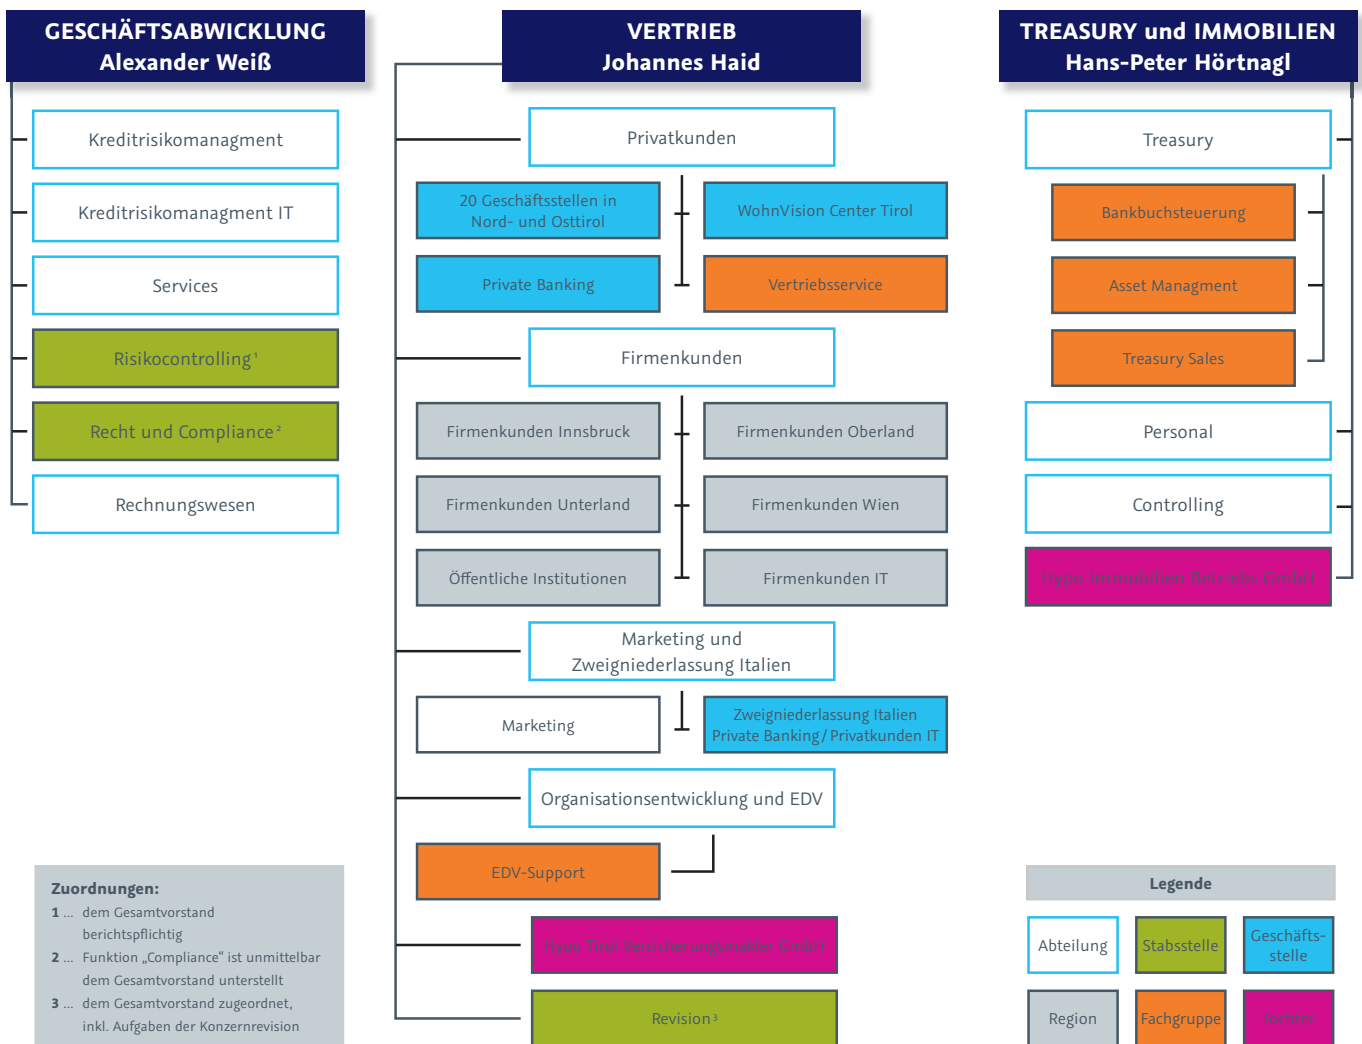 GESCHÄFTSABWICKLUNG
Alexander Weiß
Kreditrisikomanagment
Kreditrisikomanagment IT
Services
Risikocontrolling¹
Recht und Compliance²
Rechnungswesen
VERTRIEB
Johannes Haid
Privatkunden
20 Geschäftsstellen in
Nord- und Osttirol
WohnVision Center Tirol
Private Banking
Vertriebsservice
Firmenkunden
Firmenkunden Innsbruck
Firmenkunden Oberland
Firmenkunden Unterland
Firmenkunden Wien
Öffentliche Institutionen
Firmenkunden IT
Marketing und
Zweigniederlassung Italien
Marketing
Zweigniederlassung Italien
Private Banking/Privatkunden IT
Organisationsentwicklung und EDV
EDV-Support
Hypo Tirol Versicherungsmakler GmbH
Revision³
TREASURY und IMMOBILIEN
Hans-Peter Hörtnagl
Treasury
Bankbuchsteuerung
Asset Managment
Treasury Sales
Personal
Controlling
Hypo Immobilien Betriebs GmbH
Zuordnungen:
1 ... dem Gesamtvorstand
berichtspflichtig
2 ... Funktion „Compliance“ ist unmittelbar
dem Gesamtvorstand unterstellt
3 ... dem Gesamtvorstand zugeordnet,
inkl. Aufgaben der Konzernrevision
Legende
Abteilung
Stabsstelle
Geschäfts-
stelle
Region
Fachgruppe
Tochter